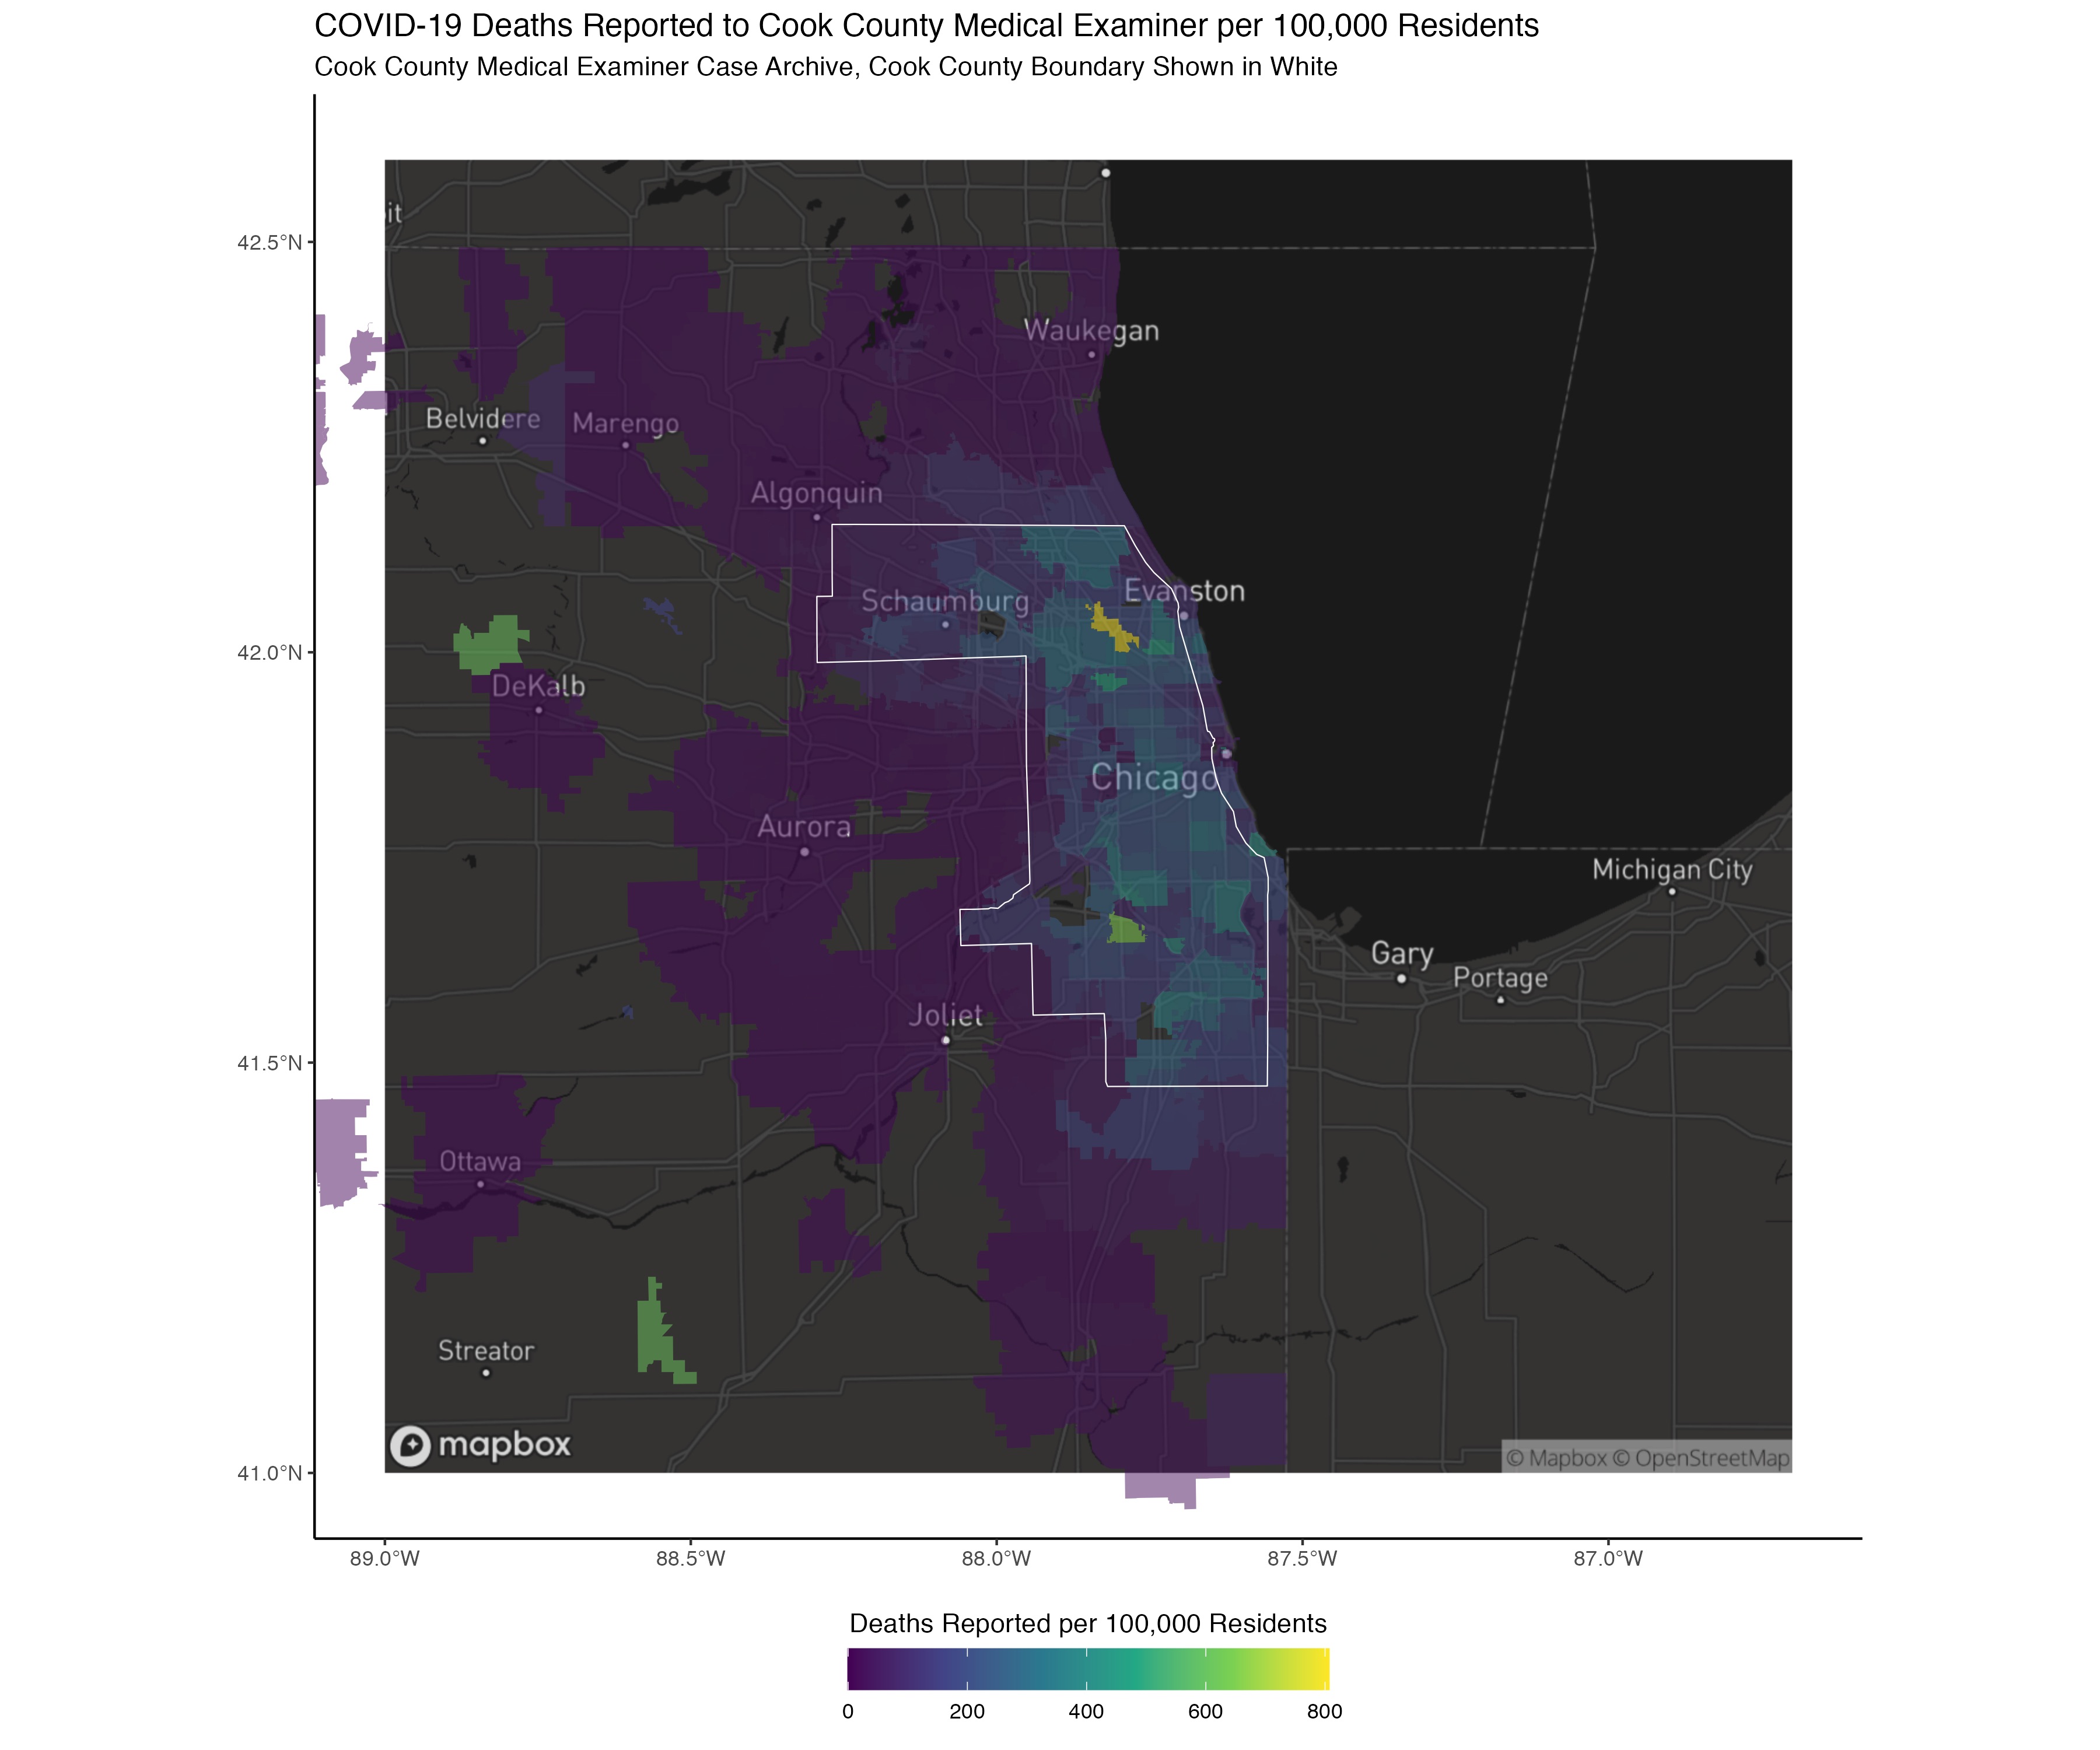 COVID-19 Deaths Reported to Cook County Medical Examiner per 100,000 Residents
Cook County Medical Examiner Case Archive, Cook County Boundary Shown in White
it
42.5°N
Waukegan
Belvidere
Marengo
Algonquin
Evanston
Schaumburg
42.0°N
DeKalb
Chicago
Aurora
Michigan City
Gary
Portage
Joliet
41.5°N
Ottawa
Streator
mapbox
© Mapbox © OpenStreetMap
41.0°N
89.0°W
88.5°W
88.0°W
87.5°W
87.0°W
Deaths Reported per 100,000 Residents
0
200
400
600
800